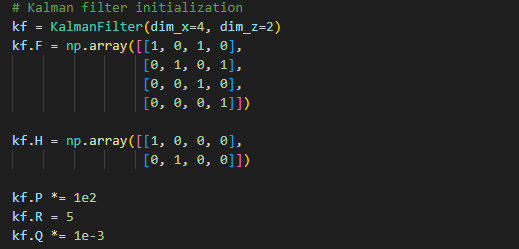 # Kalman filter initialization
kf = KalmanFilter(dim_x=4, dim_z=2)
kf.F = np.array([[1, 0, 1, 0],
                 [0, 1, 0, 1],
                 [0, 0, 1, 0],
                 [0, 0, 0, 1]])
kf.H = np.array([[1, 0, 0, 0],
                 [0, 1, 0, 0]])
kf.P *= 1e2
kf.R = 5
kf.Q *= 1e-3